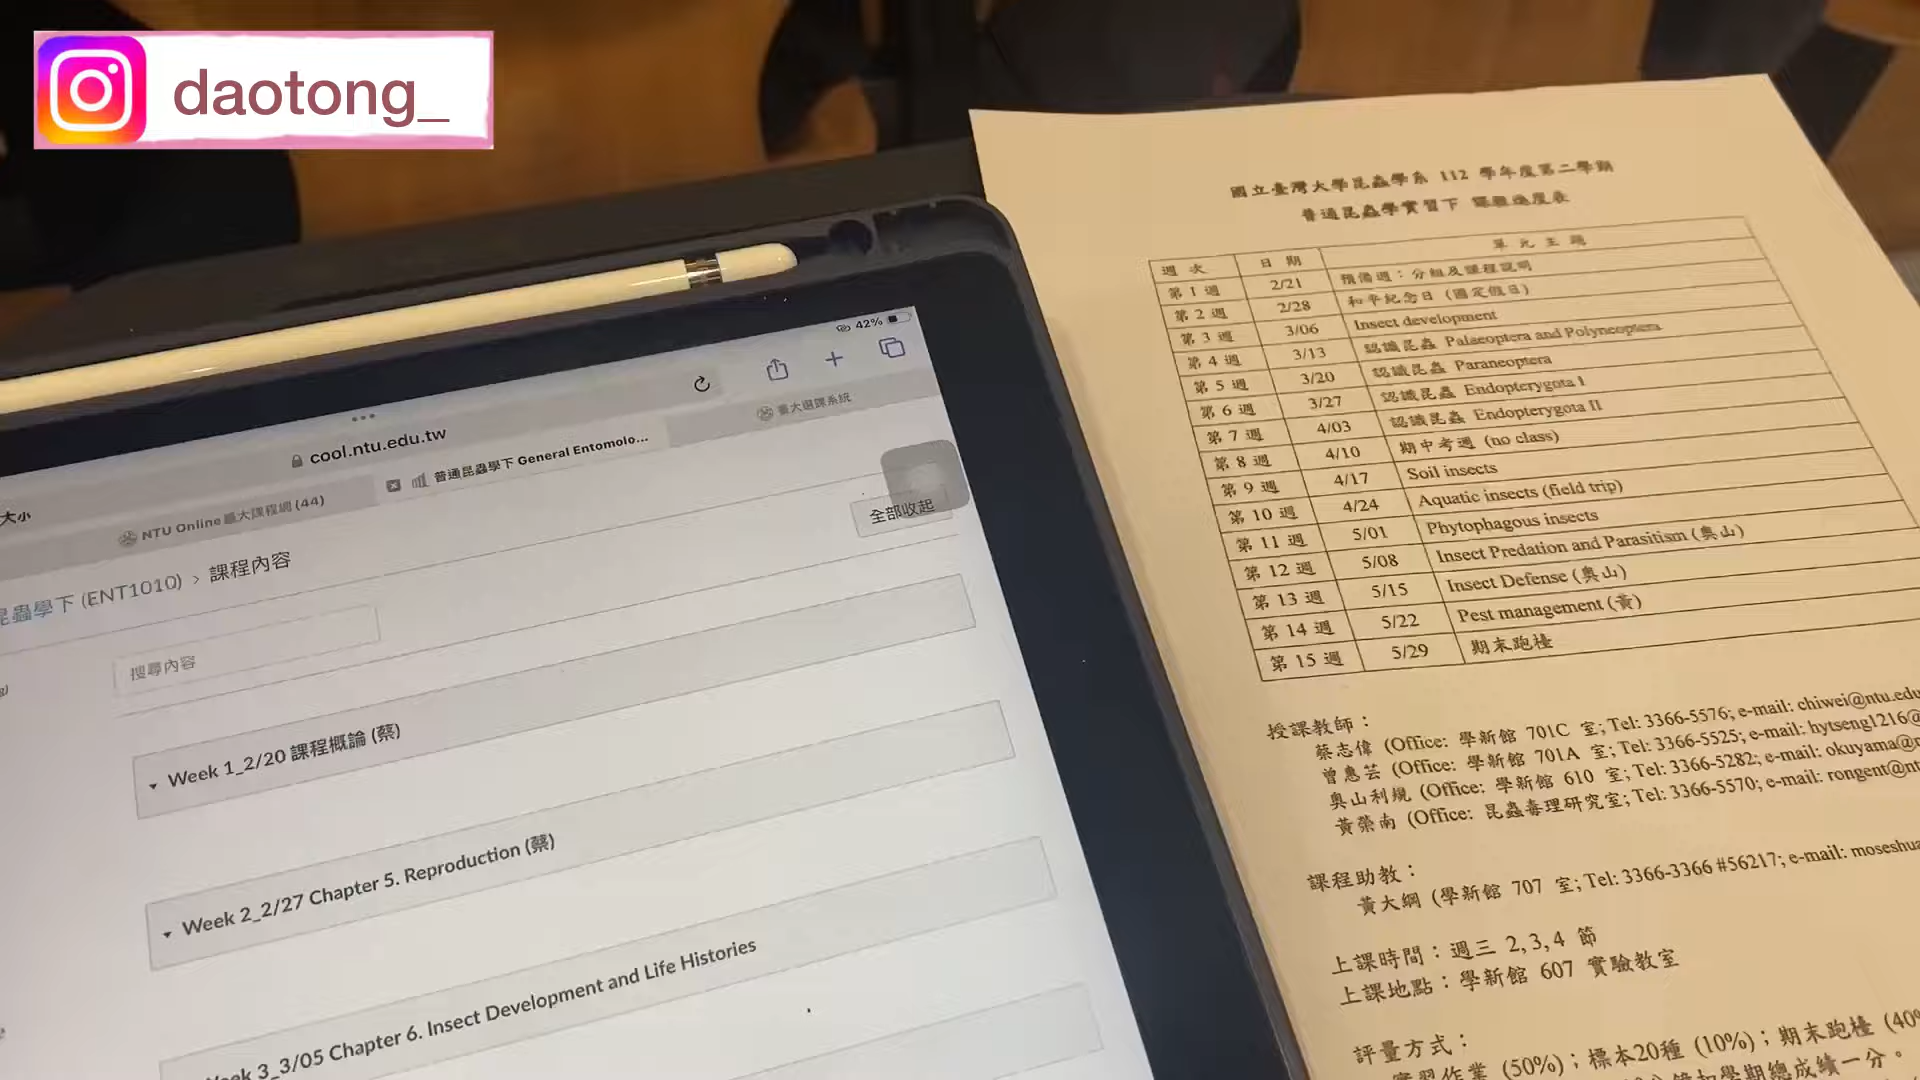 daotong_
42%
cool.ntu.edu.tw
臺大選課系統
普通昆蟲學下 General Entomolo...
NTU Online 臺大課程網 (44)
大小
全部收起
昆蟲學下 (ENT1010) › 課程內容
搜尋內容
Week 1_2/20 課程概論 (蔡)
Week 2_2/27 Chapter 5. Reproduction (蔡)
Week 3_3/05 Chapter 6. Insect Development and Life Histories
國立臺灣大學昆蟲學系 112 學年度第二學期
普通昆蟲學實習下 課程進度表
週次 日期 單元主題
第 1 週 2/21 預備週：分組及課程說明
第 2 週 2/28 和平紀念日 (國定假日)
第 3 週 3/06 Insect development
第 4 週 3/13 認識昆蟲 Palaeoptera and Polyneoptera
第 5 週 3/20 認識昆蟲 Paraneoptera
第 6 週 3/27 認識昆蟲 Endopterygota I
第 7 週 4/03 認識昆蟲 Endopterygota II
第 8 週 4/10 期中考週 (no class)
第 9 週 4/17 Soil insects
第 10 週 4/24 Aquatic insects (field trip)
第 11 週 5/01 Phytophagous insects
第 12 週 5/08 Insect Predation and Parasitism (奧山)
第 13 週 5/15 Insect Defense (奧山)
第 14 週 5/22 Pest management (黃)
第 15 週 5/29 期末跑檯
授課教師：
蔡志偉 (Office: 學新館 701C 室; Tel: 3366-5576; e-mail: chiwei@ntu.edu
曾惠芸 (Office: 學新館 701A 室; Tel: 3366-5525; e-mail: hytseng1216@
奧山利規 (Office: 學新館 610 室; Tel: 3366-5282; e-mail: okuyama@n
黃榮南 (Office: 昆蟲毒理研究室; Tel: 3366-5570; e-mail: rongent@nt
課程助教：
黃大綱 (學新館 707 室; Tel: 3366-3366 #56217; e-mail: moseshua
上課時間：週三 2,3,4 節
上課地點：學新館 607 實驗教室
評量方式：
實習作業 (50%)；標本20種 (10%)；期末跑檯 (40%
扣學期總成績一分。